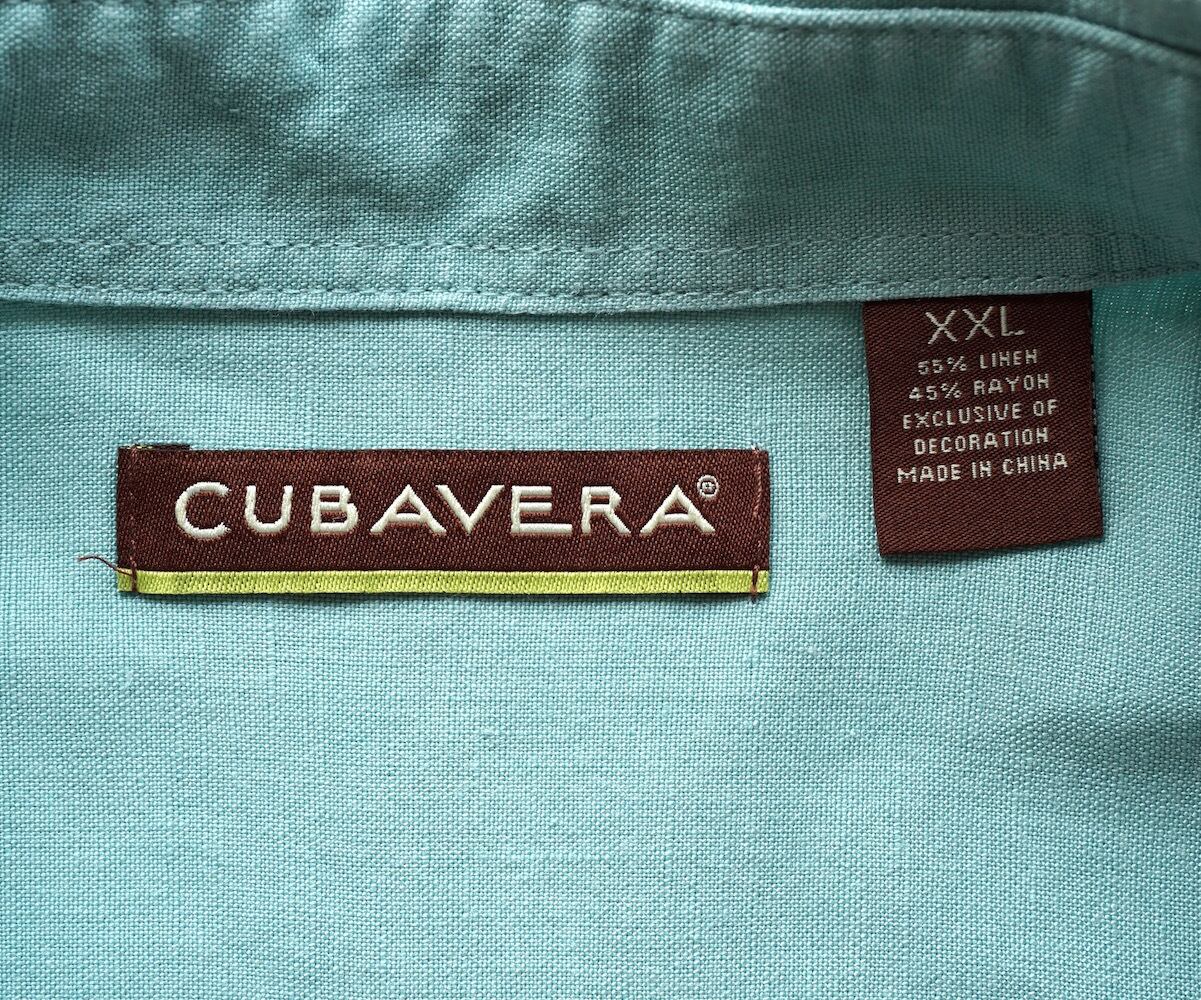 CUBAVERA®
XXL
55% LINEN
45% RAYON
EXCLUSIVE OF
DECORATION
MADE IN CHINA